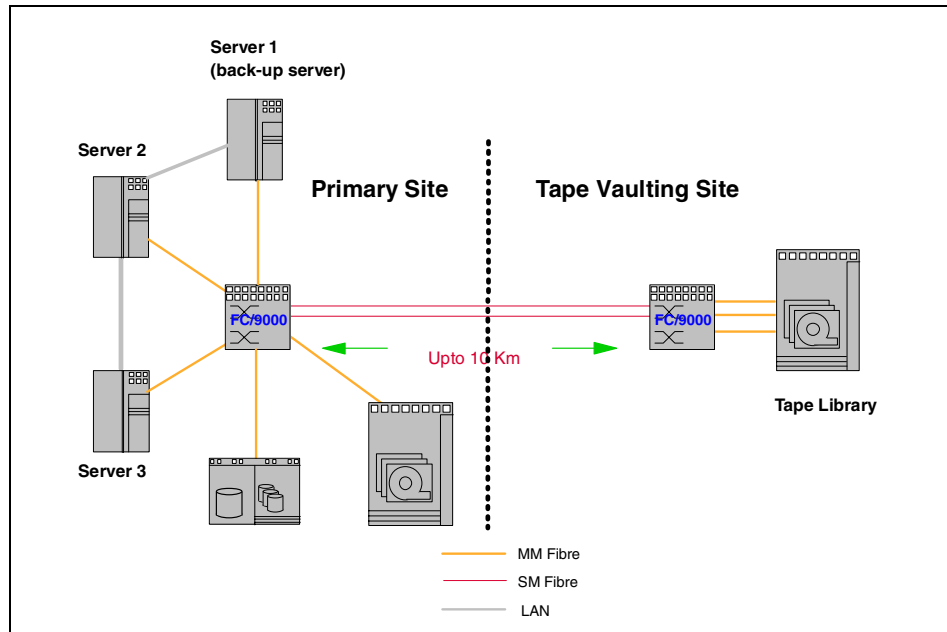 Server 1
(back-up server)
Server 2
Primary Site
Tape Vaulting Site
FC/9000
FC/9000
Upto 10 Km
Tape Library
Server 3
MM Fibre
SM Fibre
LAN